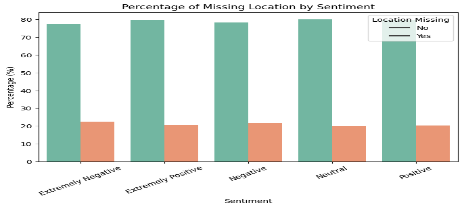 Percentage of Missing Location by Sentiment
Percentage (%)
80
70
60
50
40
30
20
10
0
Location Missing
No
Yes
Extremely Negative
Extremely Positive
Negative
Neutral
Positive
Sentiment